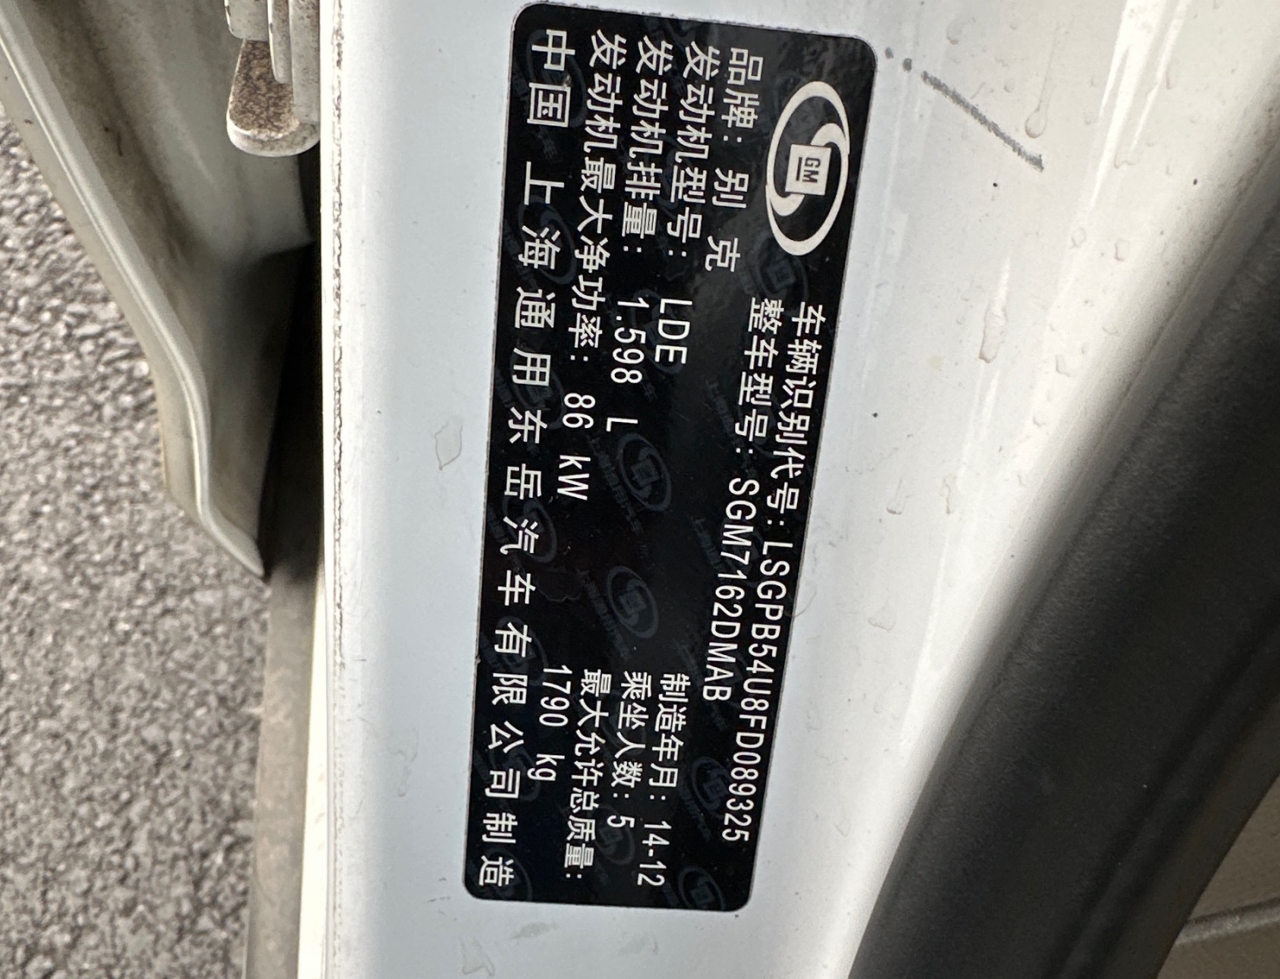 GM
车辆识别代号: LSGPB54U8FD089325
整车型号: SGM7162DMAB
品牌: 别克
发动机型号: LDE
制造年月: 14-12
发动机排量: 1.598 L
乘坐人数: 5
发动机最大净功率: 86 kW
最大允许总质量:
1790 kg
中国上海通用东岳汽车有限公司制造